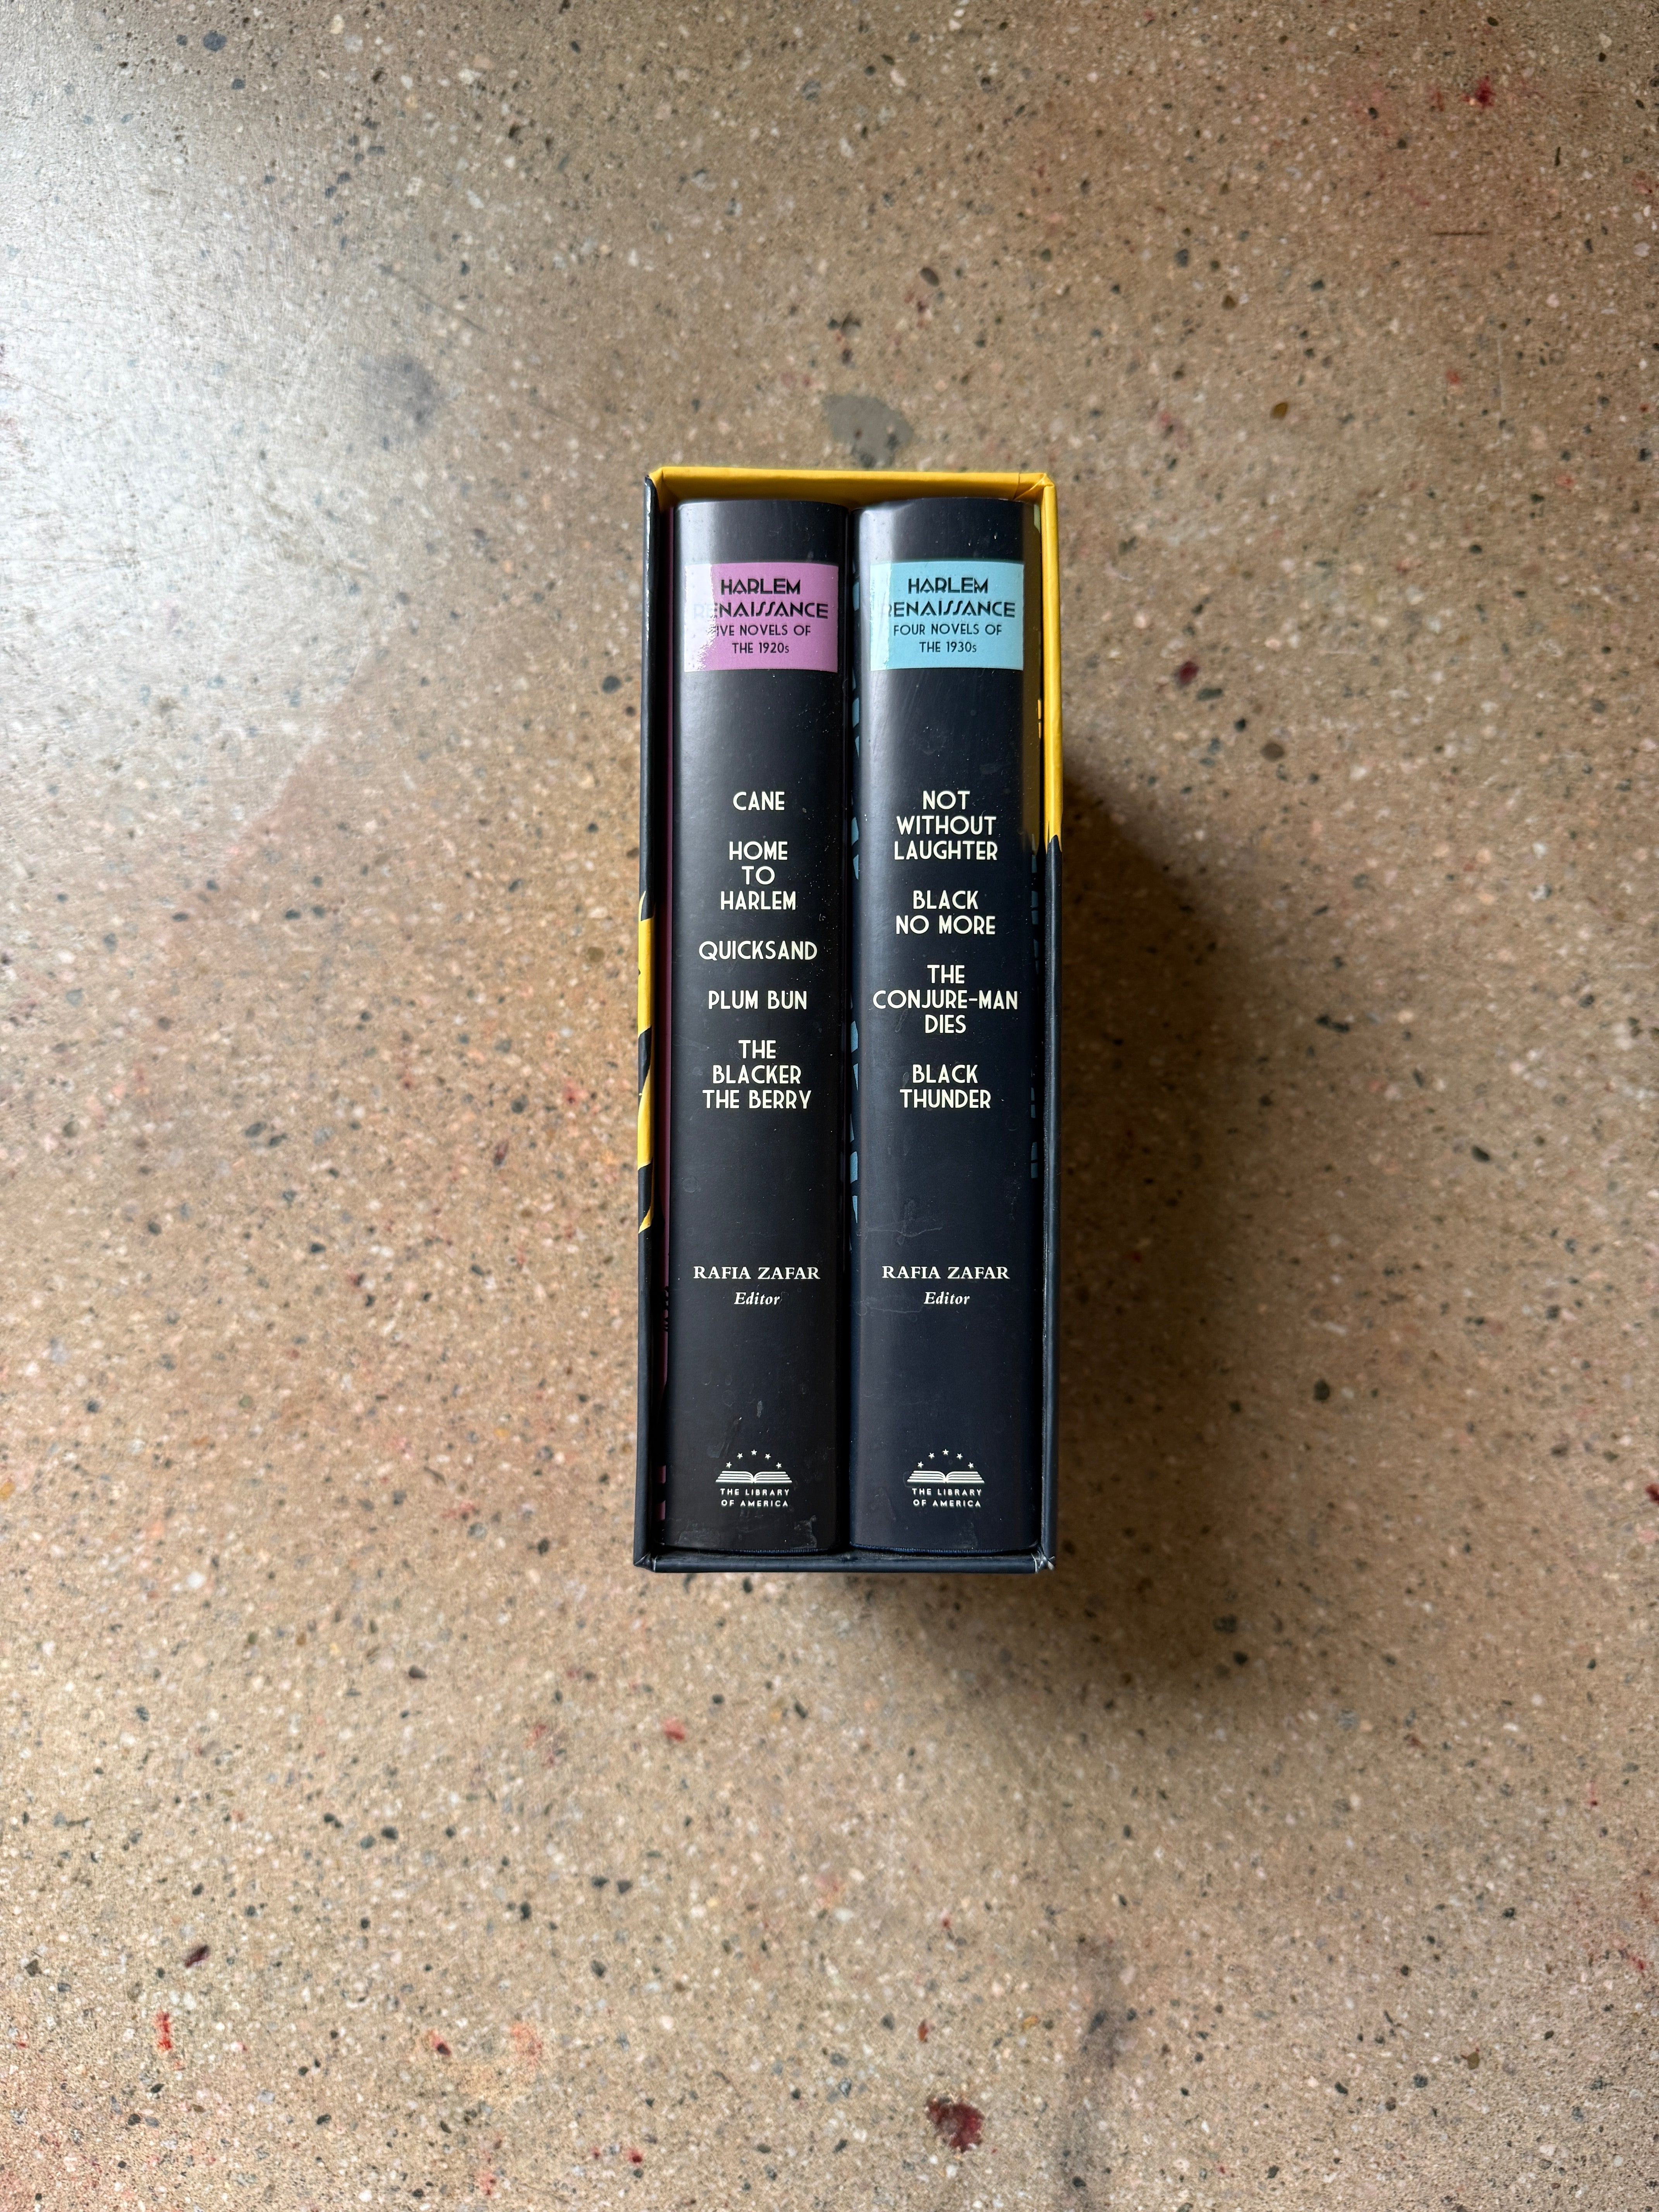 HARLEM
RENAISSANCE
FIVE NOVELS OF
THE 1920s
CANE
HOME
TO
HARLEM
QUICKSAND
PLUM BUN
THE
BLACKER
THE BERRY
RAFIA ZAFAR
Editor
THE LIBRARY
OF AMERICA
HARLEM
RENAISSANCE
FOUR NOVELS OF
THE 1930s
NOT
WITHOUT
LAUGHTER
BLACK
NO MORE
THE
CONJURE-MAN
DIES
BLACK
THUNDER
RAFIA ZAFAR
Editor
THE LIBRARY
OF AMERICA